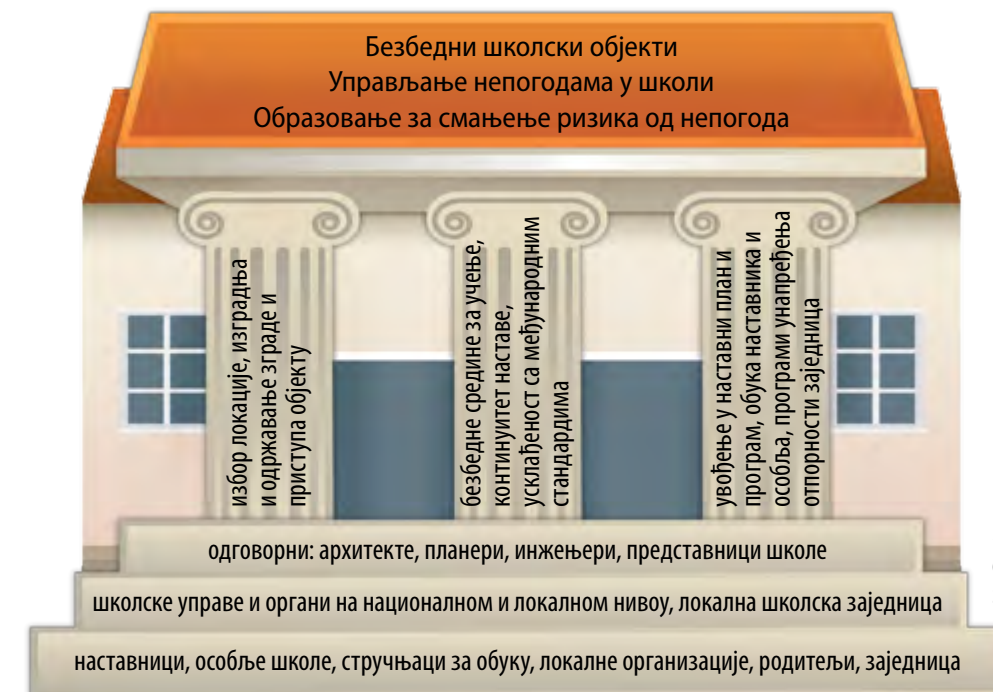 Безбедни школски објекти
Управљање непогодама у школи
Образовање за смањење ризика од непогода
избор локације, изградња
и одржавање зграде и
приступа објекту
безбедне средине за учење,
континуитет наставе,
усклађеност са међународним
стандардима
увођење у наставни план и
програм, обука наставника и
особља, програми унапређења
отпорности заједница
одговорни: архитекте, планери, инжењери, представници школе
школске управе и органи на националном и локалном нивоу, локална школска заједница
наставници, особље школе, стручњаци за обуку, локалне организације, родитељи, заједница